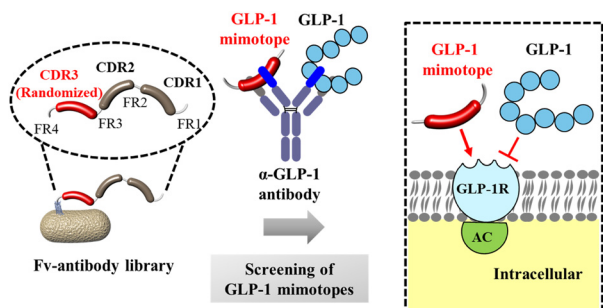 CDR3
(Randomized)
CDR2
CDR1
FR4
FR3
FR2
FR1
Fv-antibody library
GLP-1
mimotope
GLP-1
α-GLP-1
antibody
Screening of
GLP-1 mimotopes
GLP-1
mimotope
GLP-1
GLP-1R
AC
Intracellular